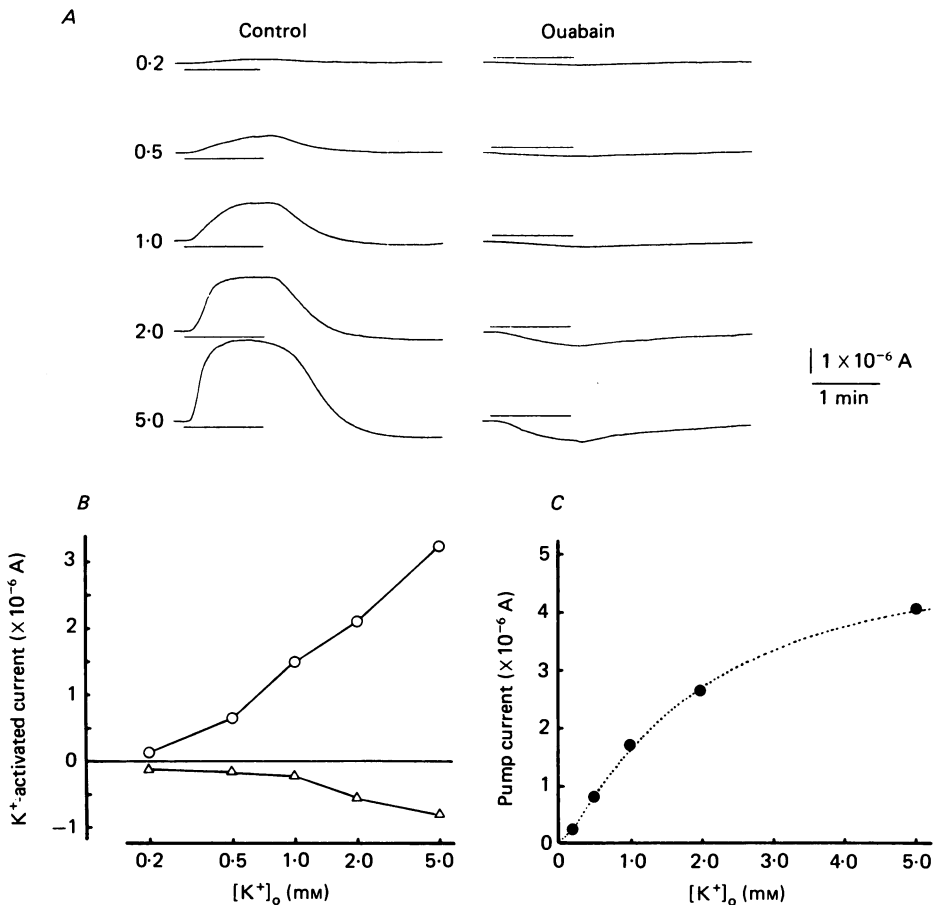 A
Control
Ouabain
0·2
0·5
1·0
2·0
5·0
1 × 10⁻⁶ A
1 min
B
K⁺-activated current (× 10⁻⁶ A)
3
2
1
0
−1
0·2
0·5
1·0
2·0
5·0
[K⁺]ₒ (mM)
C
Pump current (× 10⁻⁶ A)
5
4
3
2
1
0
0
1·0
2·0
3·0
4·0
5·0
[K⁺]ₒ (mM)